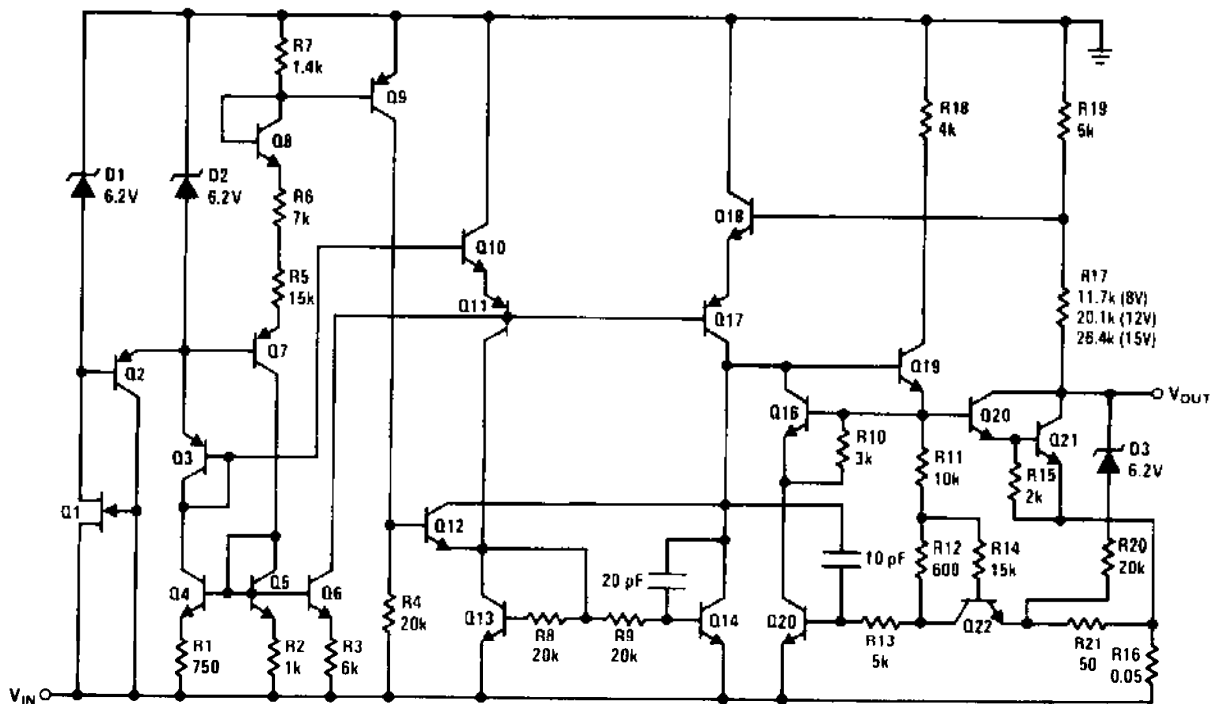 R7
1.4k
Q9
Q8
R18
4k
R19
5k
D1
6.2V
D2
6.2V
R6
7k
Q18
Q10
R5
15k
Q11
R17
11.7k (8V)
20.1k (12V)
26.4k (15V)
Q17
Q7
Q2
Q19
VOUT
Q16
Q20
Q3
R10
3k
Q21
R11
10k
R15
2k
D3
6.2V
Q1
Q12
10 pF
R12
600
R14
15k
R20
20k
Q4
Q5
Q6
20 pF
R4
20k
Q13
R8
20k
R9
20k
Q14
Q20
R13
5k
Q22
R21
50
R16
0.05
R1
750
R2
1k
R3
6k
VIN